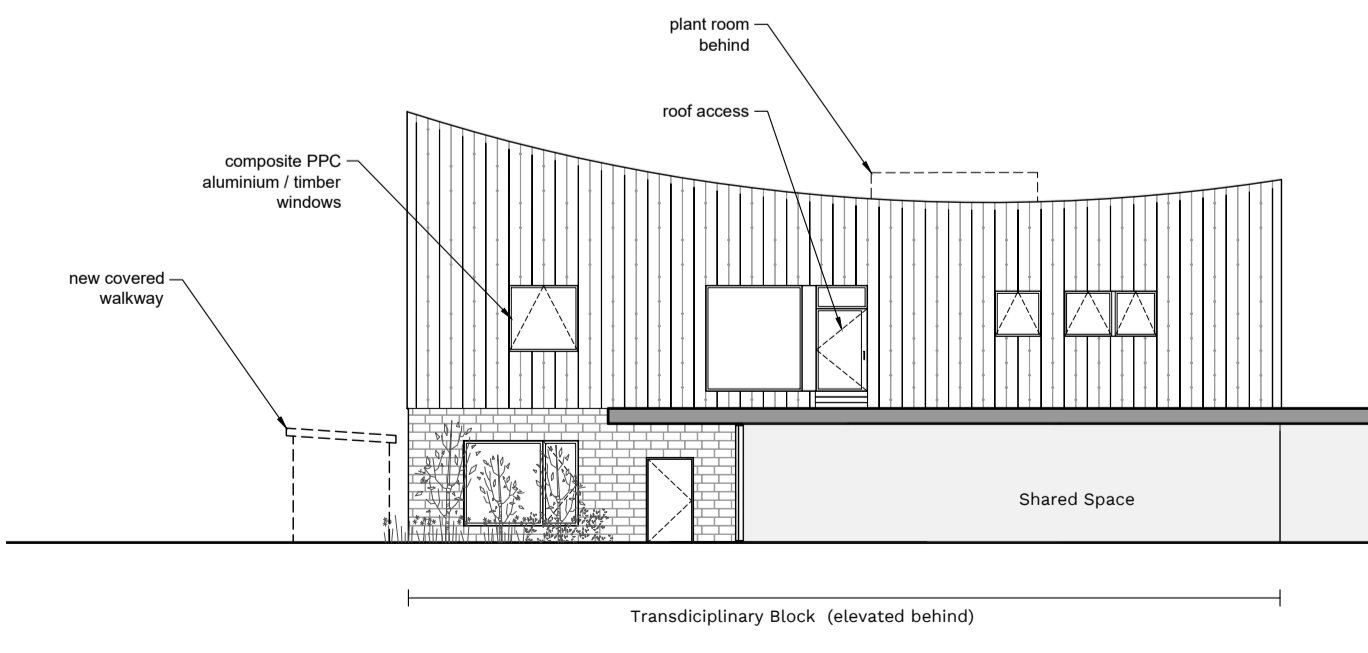 plant room
behind
roof access
composite PPC
aluminium / timber
windows
new covered
walkway
Shared Space
Transdiciplinary Block (elevated behind)